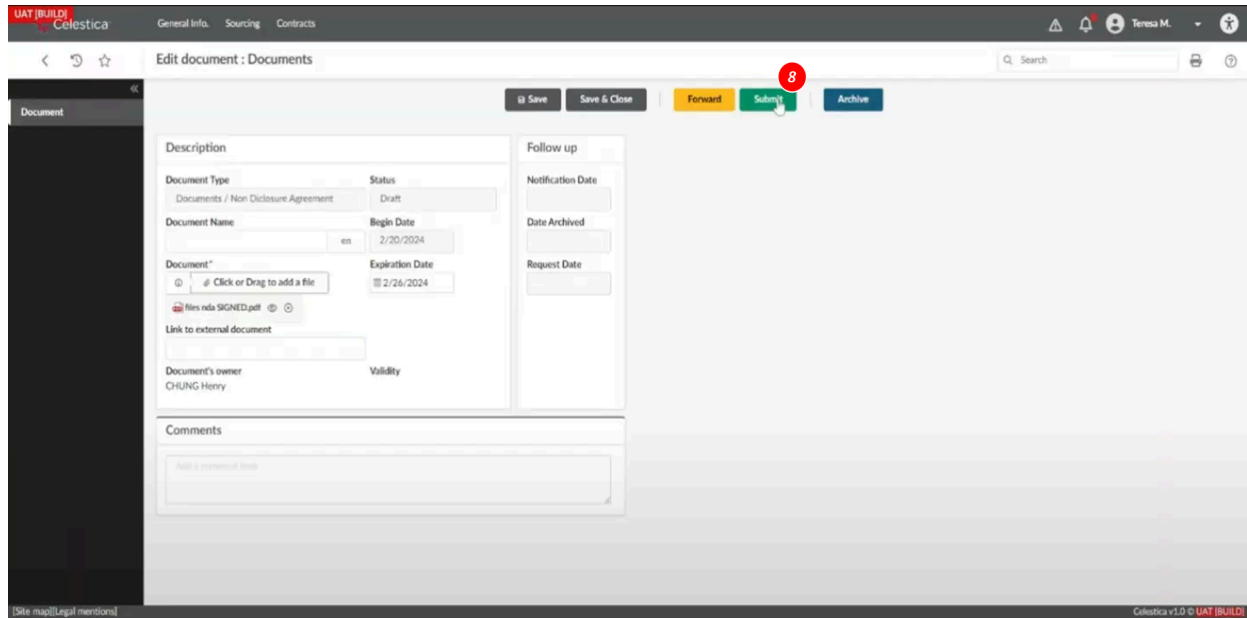 UAT [BUILD]
Celestica General Info. Sourcing Contracts Teresa M.
Edit document : Documents Search
8
Document
Save Save & Close Forward Submit Archive
Description Follow up
Document Type Status Notification Date
Documents / Non Diclosure Agreement Draft
Document Name Begin Date Date Archived
en 2/20/2024
Document* Expiration Date Request Date
Click or Drag to add a file 2/26/2024
files nda SIGNED.pdf
Link to external document
Document's owner Validity
CHUNG Henry
Comments
[Site map][Legal mentions] Celestica v1.0 © UAT [BUILD]